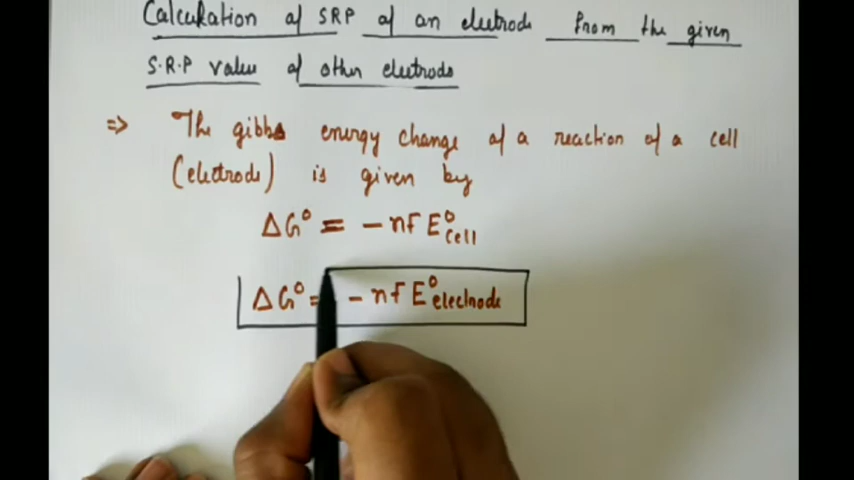 Calculation of SRP of an electrode from the given
S.R.P value of other electrode
⇒ The gibbs energy change of a reaction of a cell
(electrode) is given by
ΔG° = -nF E°cell
ΔG° = -nF E°electrode